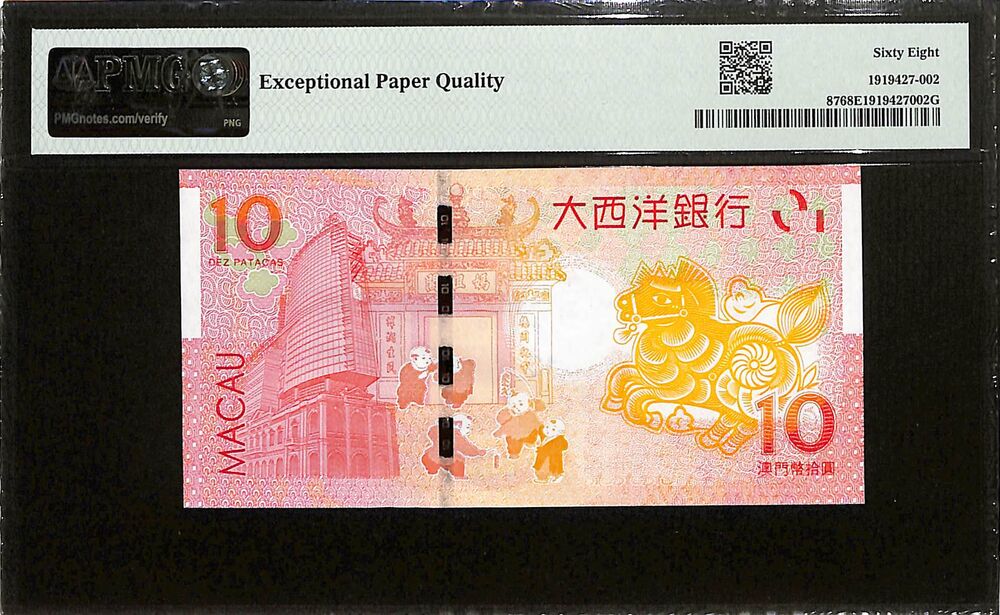 PMG
PMGnotes.com/verify
PNG
Exceptional Paper Quality
Sixty Eight
1919427-002
8768E1919427002G
10
DEZ PATACAS
大西洋銀行
MACAU
10
澳門幣拾圓